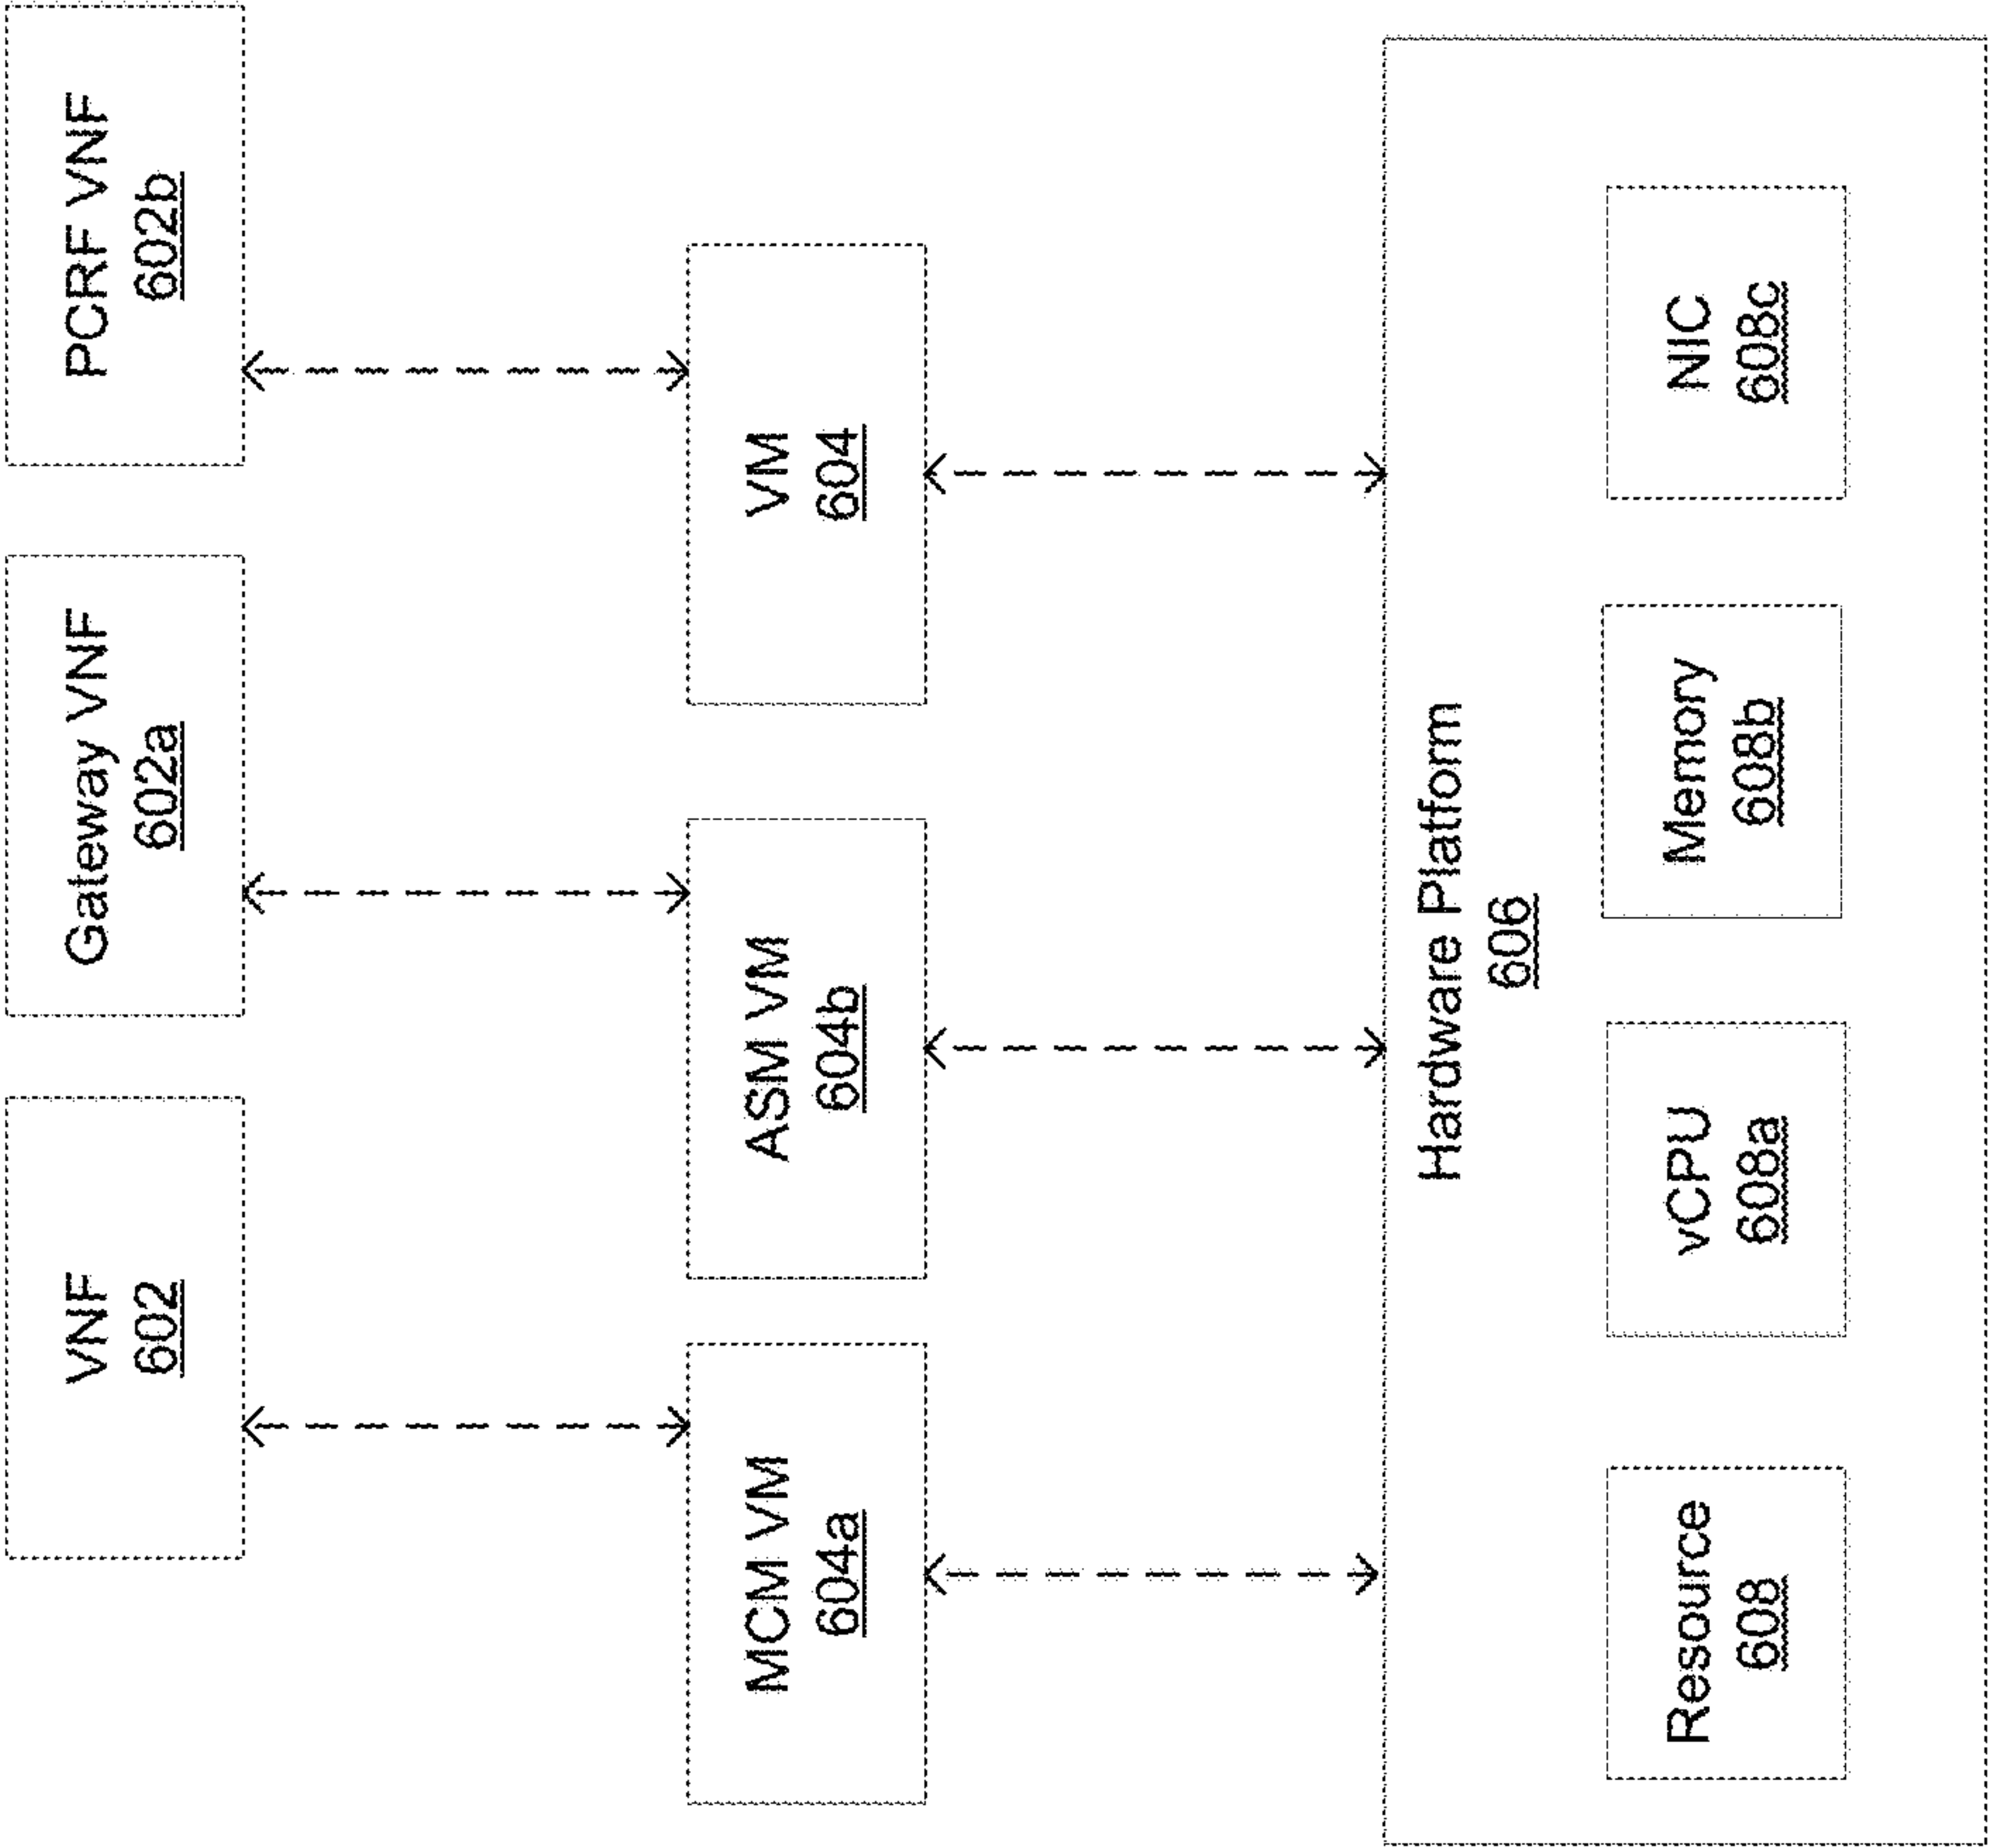 VNF
602
Gateway VNF
602a
PCRF VNF
602b
MCM VM
604a
ASM VM
604b
VM
604
Hardware Platform
606
Resource
608
vCPU
608a
Memory
608b
NIC
608c